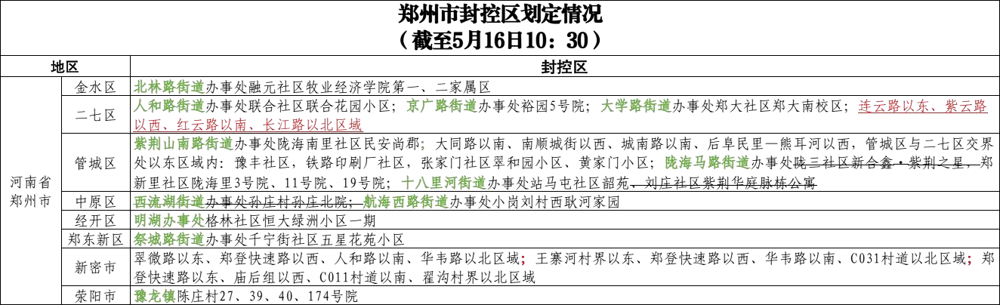 郑州市封控区划定情况
（截至5月16日10：30）
地区 封控区
河南省
郑州市
金水区 北林路街道办事处融元社区牧业经济学院第一、二家属区
二七区 人和路街道办事处联合社区联合花园小区；京广路街道办事处裕园5号院；大学路街道办事处郑大社区郑大南校区；连云路以东、紫云路
以西、红云路以南、长江路以北区域
管城区 紫荆山南路街道办事处陇海南里社区民安尚郡；大同路以南、南顺城街以西、城南路以南、后阜民里—熊耳河以西，管城区与二七区交界
处以东区域内：豫丰社区，铁路印刷厂社区，张家门社区翠和园小区、黄家门小区；陇海马路街道办事处陇三社区新合鑫·紫荆之星，郑
新里社区陇海里3号院、11号院、19号院；十八里河街道办事处站马屯社区韶苑、刘庄社区紫荆华庭脉栋公寓
中原区 西流湖街道办事处孙庄村孙庄北院；航海西路街道办事处小岗刘村西耿河家园
经开区 明湖办事处格林社区恒大绿洲小区一期
郑东新区 祭城路街道办事处千宁街社区五星花苑小区
新密市 翠微路以东、郑登快速路以西、人和路以南、华韦路以北区域；王寨河村界以东、郑登快速路以西、华韦路以南、C031村道以北区域；郑
登快速路以东、庙后组以西、C011村道以南、翟沟村界以北区域
荥阳市 豫龙镇陈庄村27、39、40、174号院